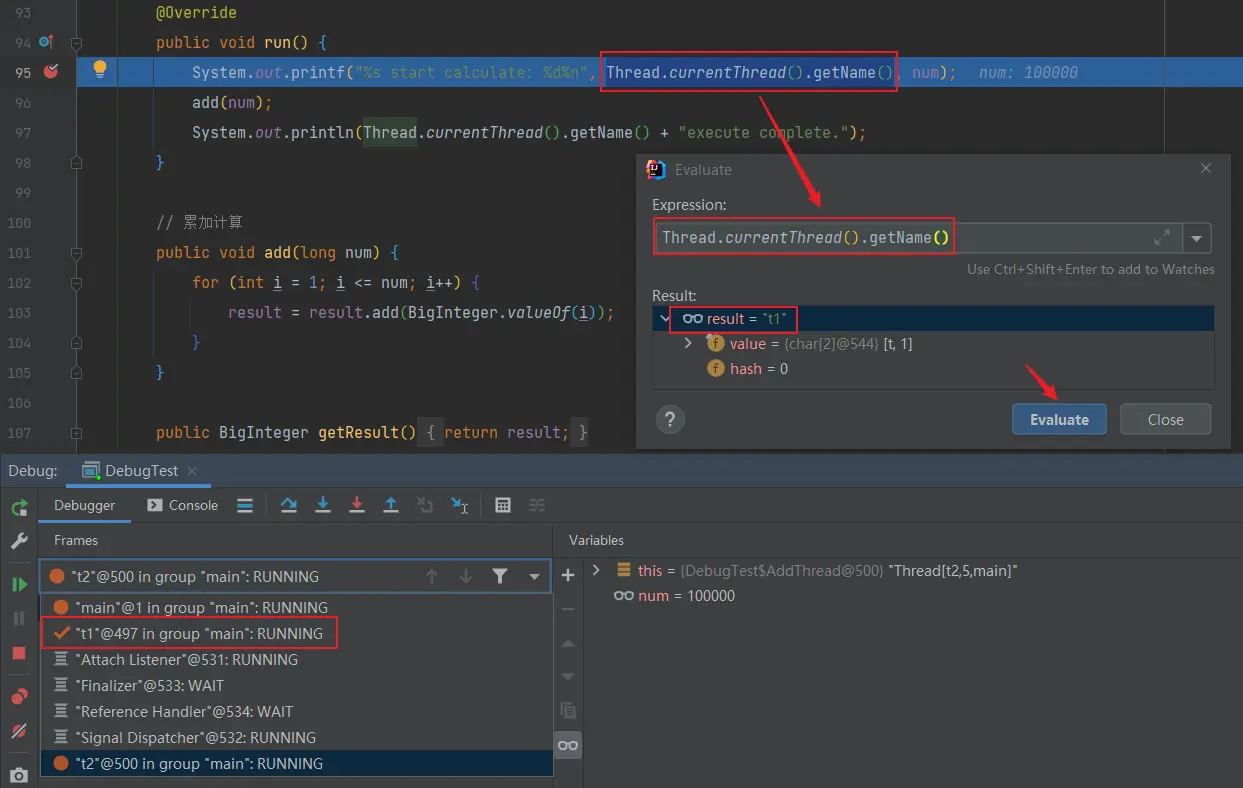 93 @Override
94 public void run() {
95 System.out.printf("%s start calculate: %d%n", Thread.currentThread().getName(), num); num: 100000
96 add(num);
97 System.out.println(Thread.currentThread().getName() + "execute complete.");
98 }
99
100 // 累加计算
101 public void add(long num) {
102 for (int i = 1; i <= num; i++) {
103 result = result.add(BigInteger.valueOf(i));
104 }
105 }
106
107 public BigInteger getResult() { return result; }
Evaluate
Expression:
Thread.currentThread().getName()
Use Ctrl+Shift+Enter to add to Watches
Result:
result = "t1"
value = {char[2]@544} [t, 1]
hash = 0
? Evaluate Close
Debug: DebugTest
Debugger Console
Frames
"t2"@500 in group "main": RUNNING
"main"@1 in group "main": RUNNING
"t1"@497 in group "main": RUNNING
"Attach Listener"@531: RUNNING
"Finalizer"@533: WAIT
"Reference Handler"@534: WAIT
"Signal Dispatcher"@532: RUNNING
"t2"@500 in group "main": RUNNING
Variables
this = {DebugTest$AddThread@500} "Thread[t2,5,main]"
num = 100000